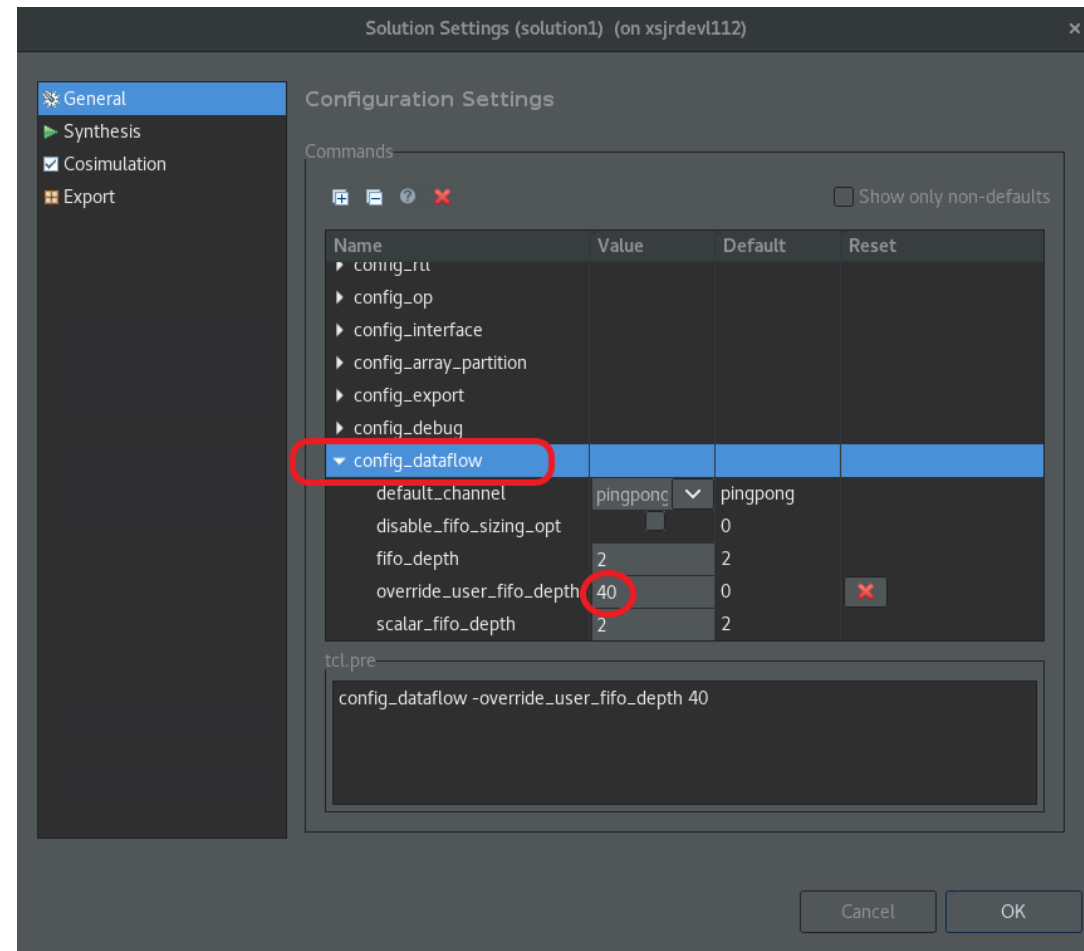 Solution Settings (solution1) (on xsjrdevl112)
General
Synthesis
Cosimulation
Export
Configuration Settings
Commands
Show only non-defaults
Name Value Default Reset
config_rtl
config_op
config_interface
config_array_partition
config_export
config_debug
config_dataflow
default_channel pingpong pingpong
disable_fifo_sizing_opt 0
fifo_depth 2 2
override_user_fifo_depth 40 0
scalar_fifo_depth 2 2
tcl.pre
config_dataflow -override_user_fifo_depth 40
Cancel OK